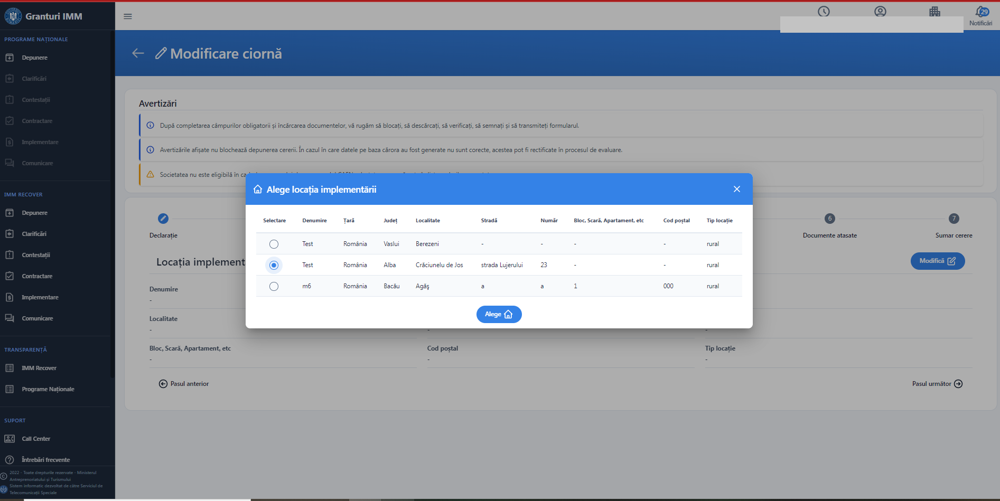 Granturi IMM
29
Notificări
PROGRAME NAȚIONALE
Depunere
Clarificări
Contestații
Contractare
Implementare
Comunicare
IMM RECOVER
Depunere
Clarificări
Contestații
Contractare
Implementare
Comunicare
TRANSPARENȚĂ
IMM Recover
Programe Naționale
SUPORT
Call Center
Întrebări frecvente
2022 - Toate drepturile rezervate - Ministerul
Antreprenoriatului și Turismului
Sistem informatic dezvoltat de către Serviciul de
Telecomunicații Speciale
Modificare ciornă
Avertizări
După completarea câmpurilor obligatorii și încărcarea documentelor, vă rugăm să blocați, să descărcați, să verificați, să semnați și să transmiteți formularul.
Avertizările afișate nu blochează depunerea cererii. În cazul în care datele pe baza cărora au fost generate nu sunt corecte, acestea pot fi rectificate în procesul de evaluare.
Societatea nu este eligibilă în
Alege locația implementării
Selectare Denumire Țară Județ Localitate Stradă Număr Bloc, Scară, Apartament, etc Cod poștal Tip locație
Test România Vaslui Berezeni - - - - rural
Test România Alba Crăciunelu de Jos strada Lujerului 23 - - rural
m6 România Bacău Agăş a a 1 000 rural
Alege
Declarație
6
Documente atasate
7
Sumar cerere
Locația implement
Modifică
Denumire
-
Localitate
-
-
-
Bloc, Scară, Apartament, etc
-
Cod poștal
-
Tip locație
-
Pasul anterior
Pasul următor